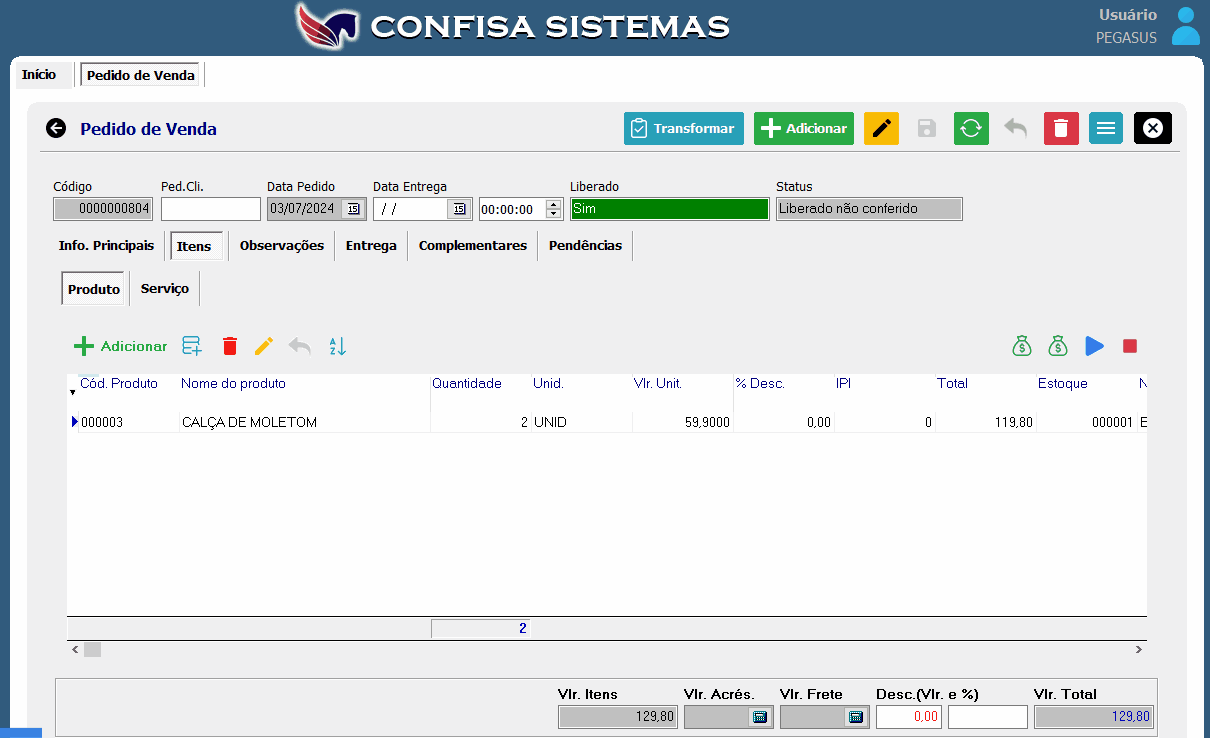 CONFISA SISTEMAS
Usuário
PEGASUS
Início
Pedido de Venda
Pedido de Venda
Transformar
Adicionar
Código
Ped.Cli.
Data Pedido
Data Entrega
Liberado
Status
0000000804
03/07/2024
15
/ /
15
00:00:00
Sim
Liberado não conferido
Info. Principais
Itens
Observações
Entrega
Complementares
Pendências
Produto
Serviço
Adicionar
A
Z
Cód. Produto
Nome do produto
Quantidade
Unid.
Vlr. Unit.
% Desc.
IPI
Total
Estoque
000003
CALÇA DE MOLETOM
2
UNID
59,9000
0,00
0
119,80
000001
2
Vlr. Itens
Vlr. Acrés.
Vlr. Frete
Desc.(Vlr. e %)
Vlr. Total
129,80
0,00
129,80